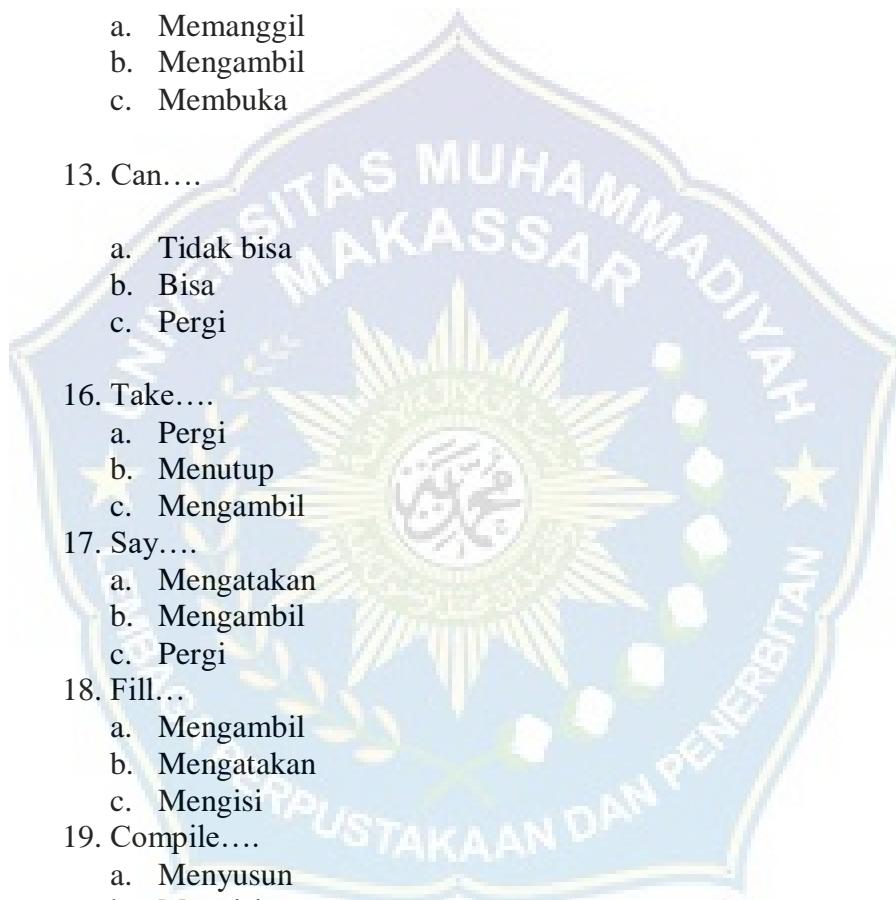 a. Memanggil
b. Mengambil
c. Membuka
13. Can....
a. Tidak bisa
b. Bisa
c. Pergi
16. Take....
a. Pergi
b. Menutup
c. Mengambil
17. Say....
a. Mengatakan
b. Mengambil
c. Pergi
18. Fill...
a. Mengambil
b. Mengatakan
c. Mengisi
19. Compile....
a. Menyusun
UNIVERSITAS MUHAMMADIYAH
MAKASSAR
PERPUSTAKAAN DAN PENERBITAN